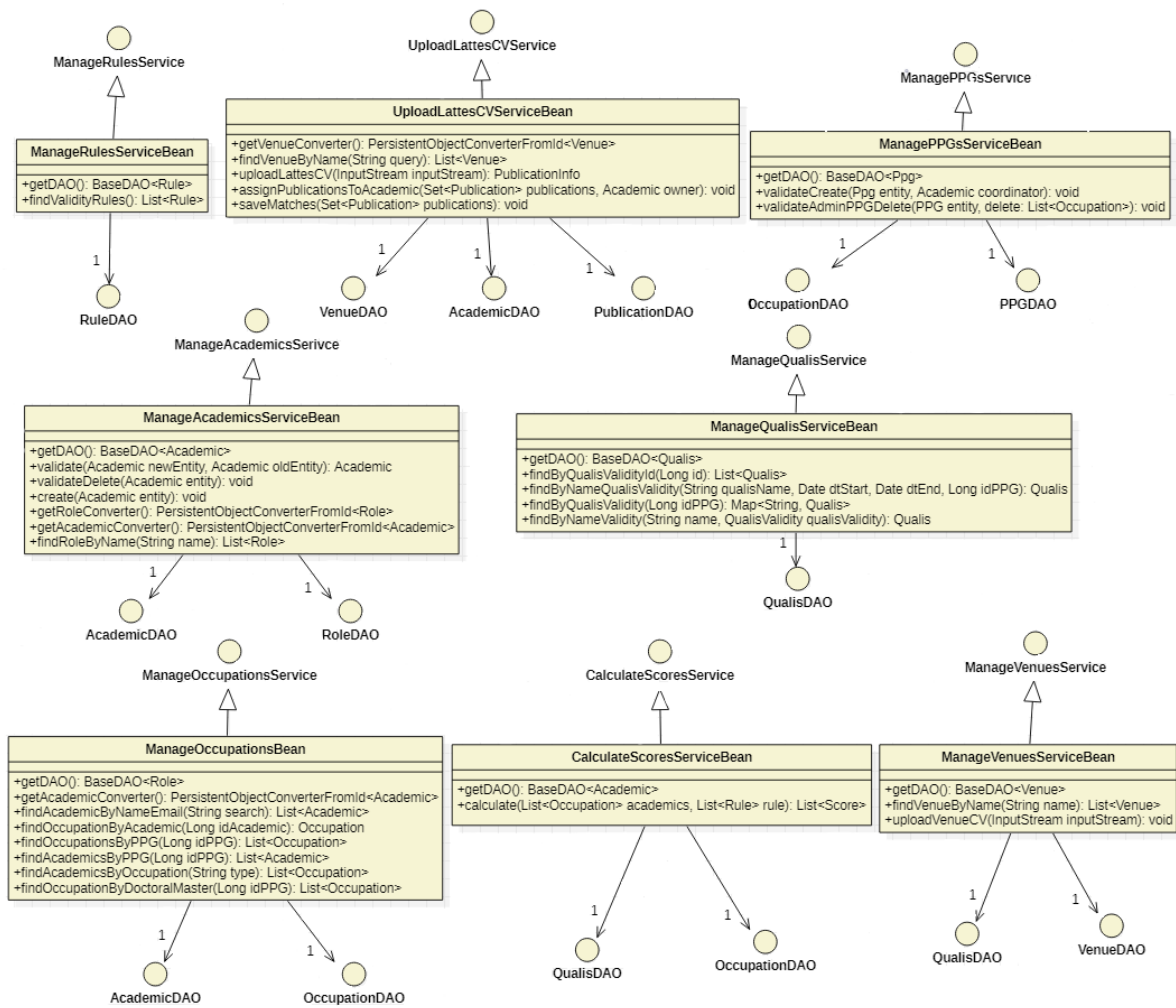 ManageRulesService
ManageRulesServiceBean
+getDAO(): BaseDAO<Rule>
+findValidityRules(): List<Rule>
1
RuleDAO
UploadLattesCVService
UploadLattesCVServiceBean
+getVenueConverter(): PersistentObjectConverterFromId<Venue>
+findVenueByName(String query): List<Venue>
+uploadLattesCV(InputStream inputStream): PublicationInfo
+assignPublicationsToAcademic(Set<Publication> publications, Academic owner): void
+saveMatches(Set<Publication> publications): void
1
1
1
VenueDAO
AcademicDAO
PublicationDAO
ManagePPGsService
ManagePPGsServiceBean
+getDAO(): BaseDAO<Ppg>
+validateCreate(Ppg entity, Academic coordinator): void
+validateAdminPPGDelete(PPG entity, delete: List<Occupation>): void
1
1
OccupationDAO
PPGDAO
ManageAcademicsSerivce
ManageAcademicsServiceBean
+getDAO(): BaseDAO<Academic>
+validate(Academic newEntity, Academic oldEntity): Academic
+validateDelete(Academic entity): void
+create(Academic entity): void
+getRoleConverter(): PersistentObjectConverterFromId<Role>
+getAcademicConverter(): PersistentObjectConverterFromId<Academic>
+findRoleByName(String name): List<Role>
1
1
AcademicDAO
RoleDAO
ManageQualisService
ManageQualisServiceBean
+getDAO(): BaseDAO<Qualis>
+findByQualisValidityId(Long id): List<Qualis>
+findByNameQualisValidity(String qualisName, Date dtStart, Date dtEnd, Long idPPG): Qualis
+findByQualisValidity(Long idPPG): Map<String, Qualis>
+findByNameValidity(String name, QualisValidity qualisValidity): Qualis
1
QualisDAO
ManageOccupationsService
ManageOccupationsBean
+getDAO(): BaseDAO<Role>
+getAcademicConverter(): PersistentObjectConverterFromId<Academic>
+findAcademicByNameEmail(String search): List<Academic>
+findOccupationByAcademic(Long idAcademic): Occupation
+findOccupationsByPPG(Long idPPG): List<Occupation>
+findAcademicsByPPG(Long idPPG): List<Academic>
+findAcademicsByOccupation(String type): List<Occupation>
+findOccupationByDoctoralMaster(Long idPPG): List<Occupation>
1
1
AcademicDAO
OccupationDAO
CalculateScoresService
CalculateScoresServiceBean
+getDAO(): BaseDAO<Academic>
+calculate(List<Occupation> academics, List<Rule> rule): List<Score>
1
1
QualisDAO
OccupationDAO
ManageVenuesService
ManageVenuesServiceBean
+getDAO(): BaseDAO<Venue>
+findVenueByName(String name): List<Venue>
+uploadVenueCV(InputStream inputStream): void
1
1
QualisDAO
VenueDAO